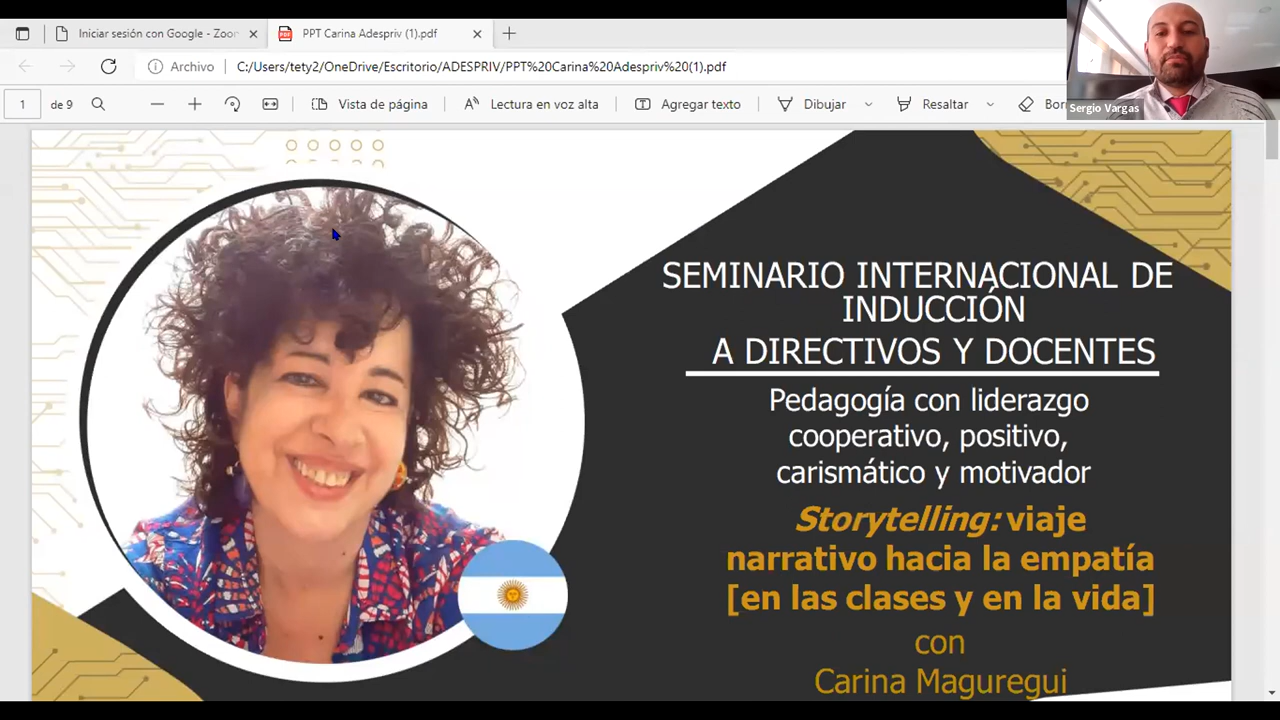 Iniciar sesión con Google - Zoom
PPT Carina Adespriv (1).pdf
Archivo
C:/Users/tety2/OneDrive/Escritorio/ADESPRIV/PPT%20Carina%20Adespriv%20(1).pdf
1 de 9
Vista de página
Lectura en voz alta
Agregar texto
Dibujar
Resaltar
Sergio Vargas
SEMINARIO INTERNACIONAL DE
INDUCCIÓN
A DIRECTIVOS Y DOCENTES
Pedagogía con liderazgo
cooperativo, positivo,
carismático y motivador
Storytelling: viaje
narrativo hacia la empatía
[en las clases y en la vida]
con
Carina Maguregui